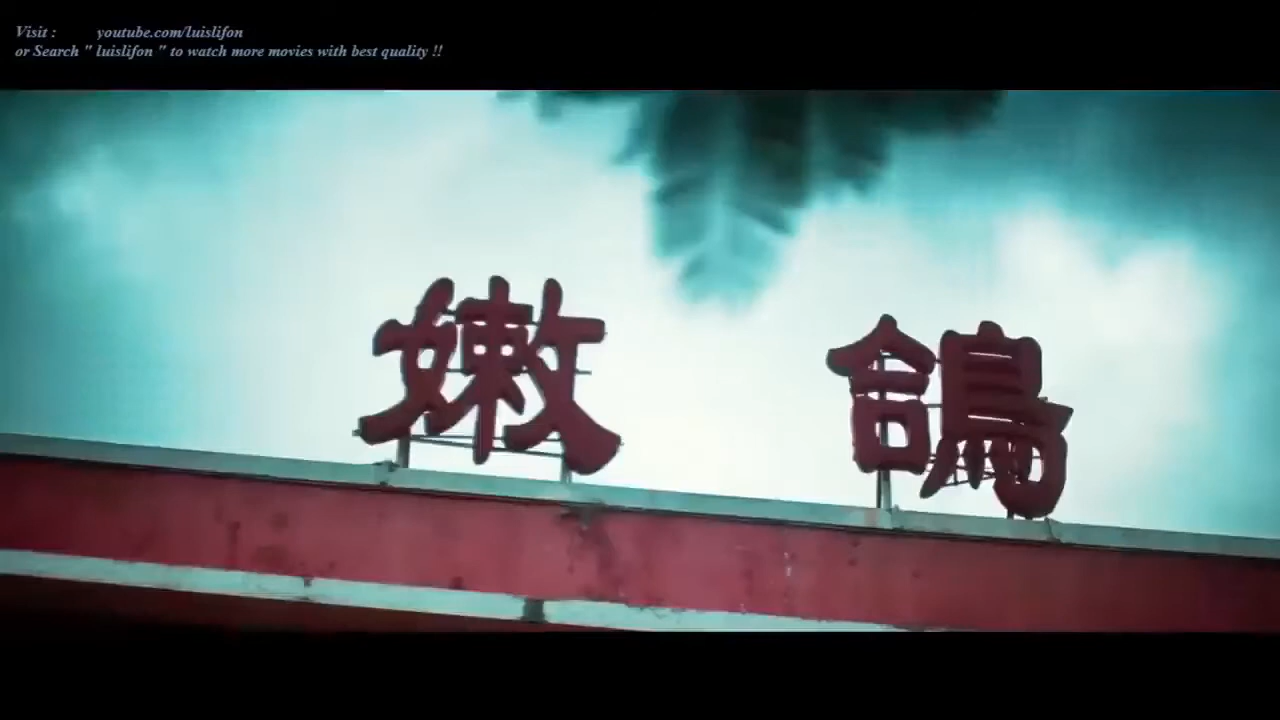 Visit : youtube.com/luislifon
or Search " luislifon " to watch more movies with best quality !!
嫩 鴿